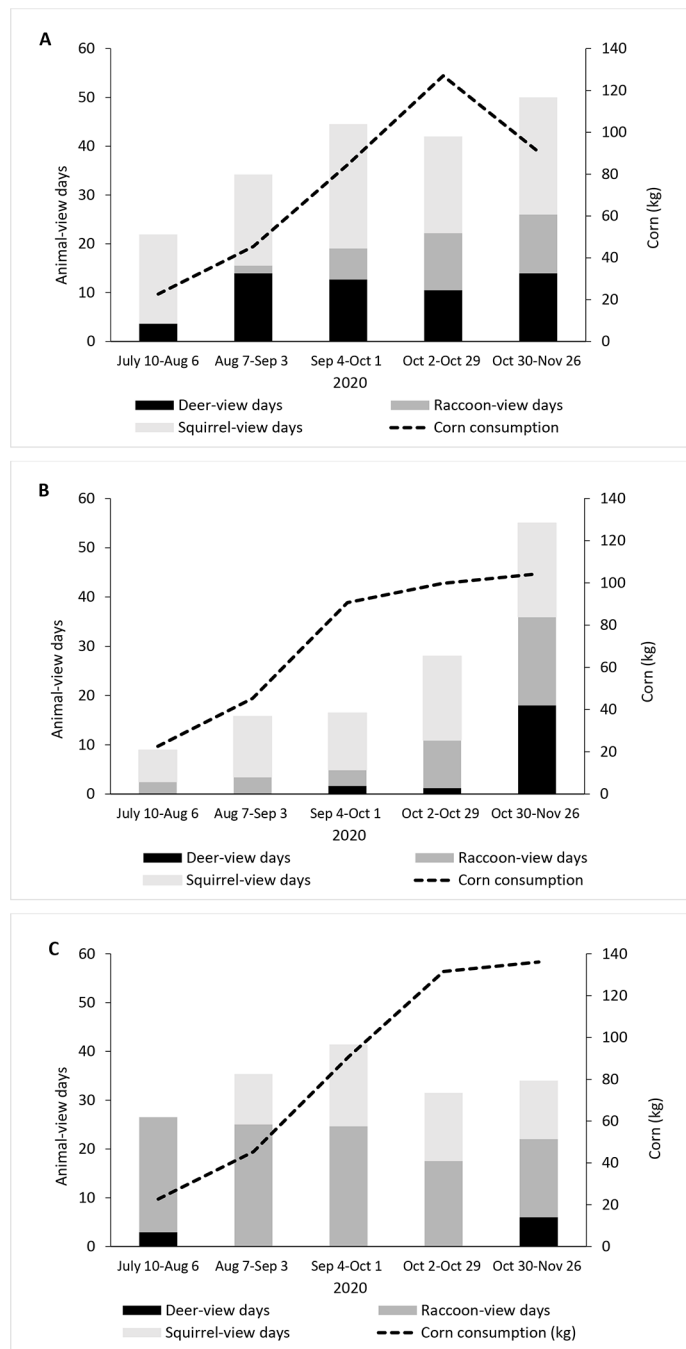 A
60
50
40
30
20
10
0
Animal-view days
140
120
100
80
60
40
20
0
Corn (kg)
July 10-Aug 6 Aug 7-Sep 3 Sep 4-Oct 1 Oct 2-Oct 29 Oct 30-Nov 26
2020
Deer-view days Raccoon-view days
Squirrel-view days Corn consumption
B
60
50
40
30
20
10
0
Animal-view days
140
120
100
80
60
40
20
0
Corn (kg)
July 10-Aug 6 Aug 7-Sep 3 Sep 4-Oct 1 Oct 2-Oct 29 Oct 30-Nov 26
2020
Deer-view days Raccoon-view days
Squirrel-view days Corn consumption
C
60
50
40
30
20
10
0
Animal-view days
140
120
100
80
60
40
20
0
Corn (kg)
July 10-Aug 6 Aug 7-Sep 3 Sep 4-Oct 1 Oct 2-Oct 29 Oct 30-Nov 26
2020
Deer-view days Raccoon-view days
Squirrel-view days Corn consumption (kg)